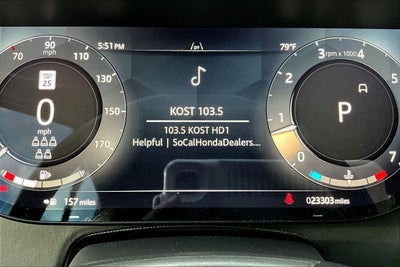 5:51PM
79°F
90
mph
70
110
130
150
170
25
0
mph
KOST 103.5
103.5 KOST HD1
Helpful | SoCalHondaDealers....
3 rpm x 1000 4
2
5
1
6
0
7
P
157 miles
023303 miles